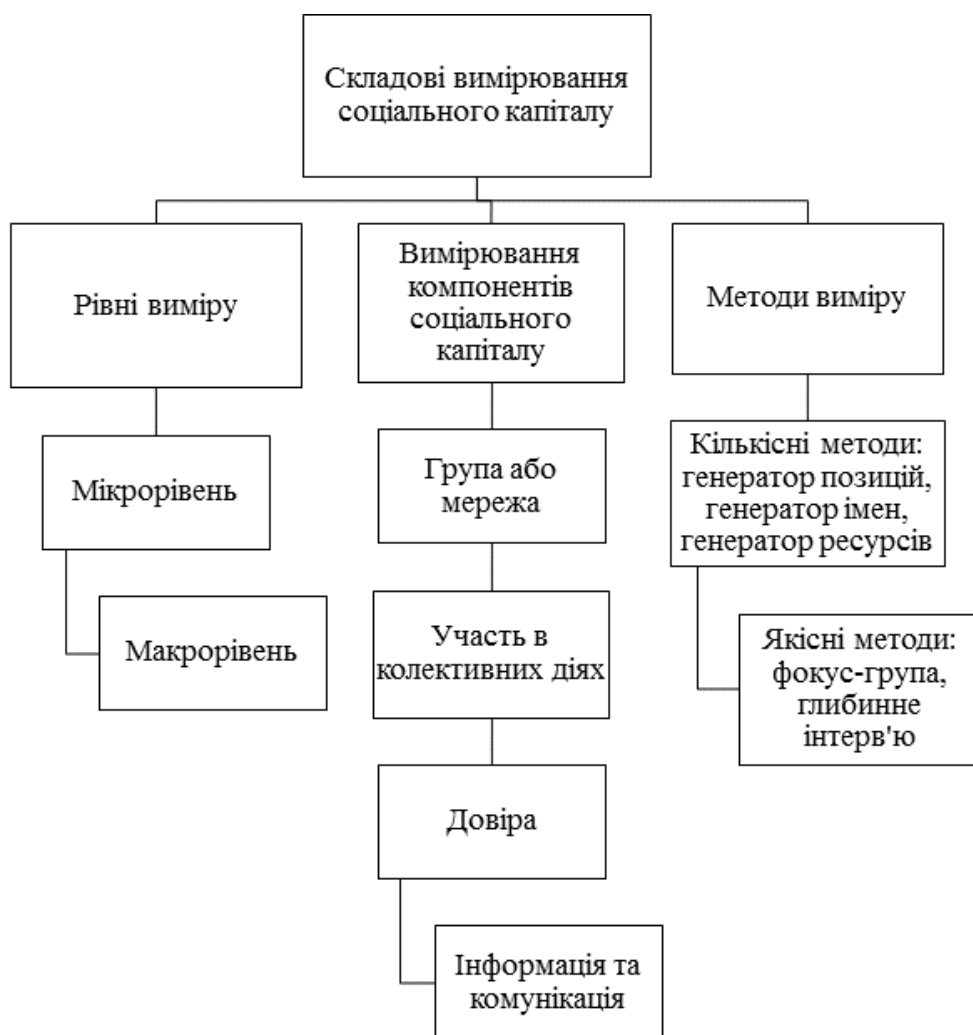 Складові вимірювання
соціального капіталу
Рівні виміру
Вимірювання
компонентів
соціального
капіталу
Методи виміру
Мікрорівень
Група або
мережа
Кількісні методи:
генератор позицій,
генератор імен,
генератор ресурсів
Макрорівень
Участь в
колективних діях
Якісні методи:
фокус-група,
глибинне
інтерв'ю
Довіра
Інформація та
комунікація